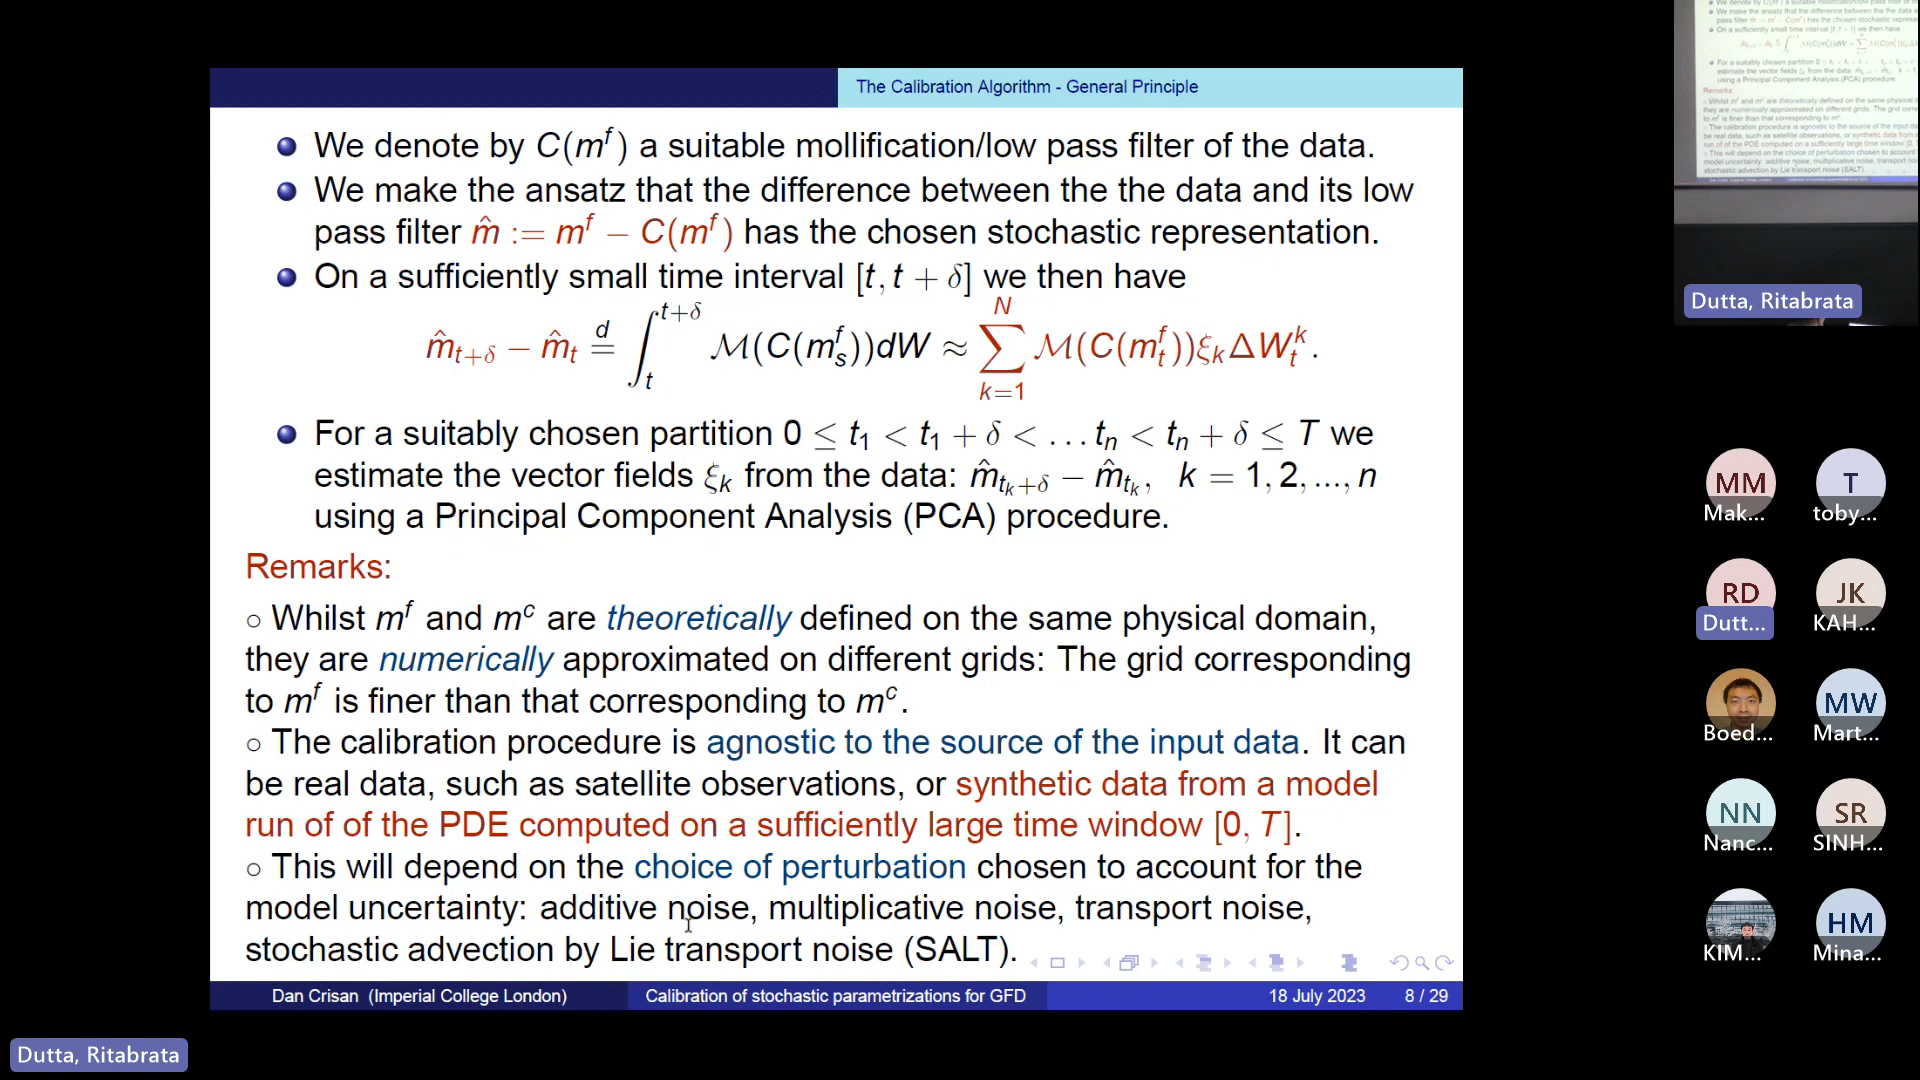 The Calibration Algorithm - General Principle
We denote by C(m^f) a suitable mollification/low pass filter of the data.
We make the ansatz that the difference between the the data and its low
pass filter m̂ := m^f − C(m^f) has the chosen stochastic representation.
On a sufficiently small time interval [t, t + δ] we then have
m̂_{t+δ} − m̂_t \stackrel{d}{=} ∫_t^{t+δ} ℳ(C(m_s^f))dW ≈ ∑_{k=1}^N ℳ(C(m_t^f))ξ_k ΔW_t^k.
For a suitably chosen partition 0 ≤ t_1 < t_1 + δ < … t_n < t_n + δ ≤ T we
estimate the vector fields ξ_k from the data: m̂_{t_k+δ} − m̂_{t_k}, k = 1, 2, ..., n
using a Principal Component Analysis (PCA) procedure.
Remarks:
○ Whilst m^f and m^c are theoretically defined on the same physical domain,
they are numerically approximated on different grids: The grid corresponding
to m^f is finer than that corresponding to m^c.
○ The calibration procedure is agnostic to the source of the input data. It can
be real data, such as satellite observations, or synthetic data from a model
run of of the PDE computed on a sufficiently large time window [0, T].
○ This will depend on the choice of perturbation chosen to account for the
model uncertainty: additive noise, multiplicative noise, transport noise,
stochastic advection by Lie transport noise (SALT).
Dan Crisan (Imperial College London)
Calibration of stochastic parametrizations for GFD
18 July 2023
8 / 29
Dutta, Ritabrata
Dutta, Ritabrata
MM
Mak...
T
toby...
RD
Dutt...
JK
KAH...
Boed...
MW
Mart...
NN
Nanc...
SR
SINH...
KIM...
HM
Mina...